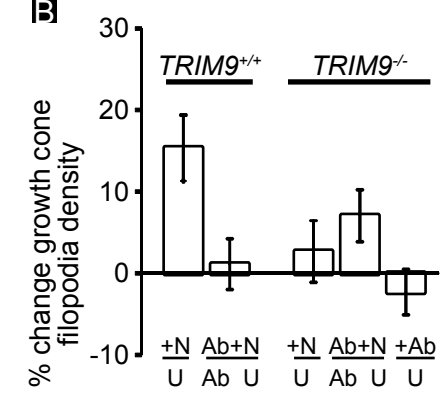 B
% change growth cone
filopodia density
30
20
10
0
-10
TRIM9+/+ TRIM9-/-
+N Ab+N +N Ab+N +Ab
U Ab U U Ab U U